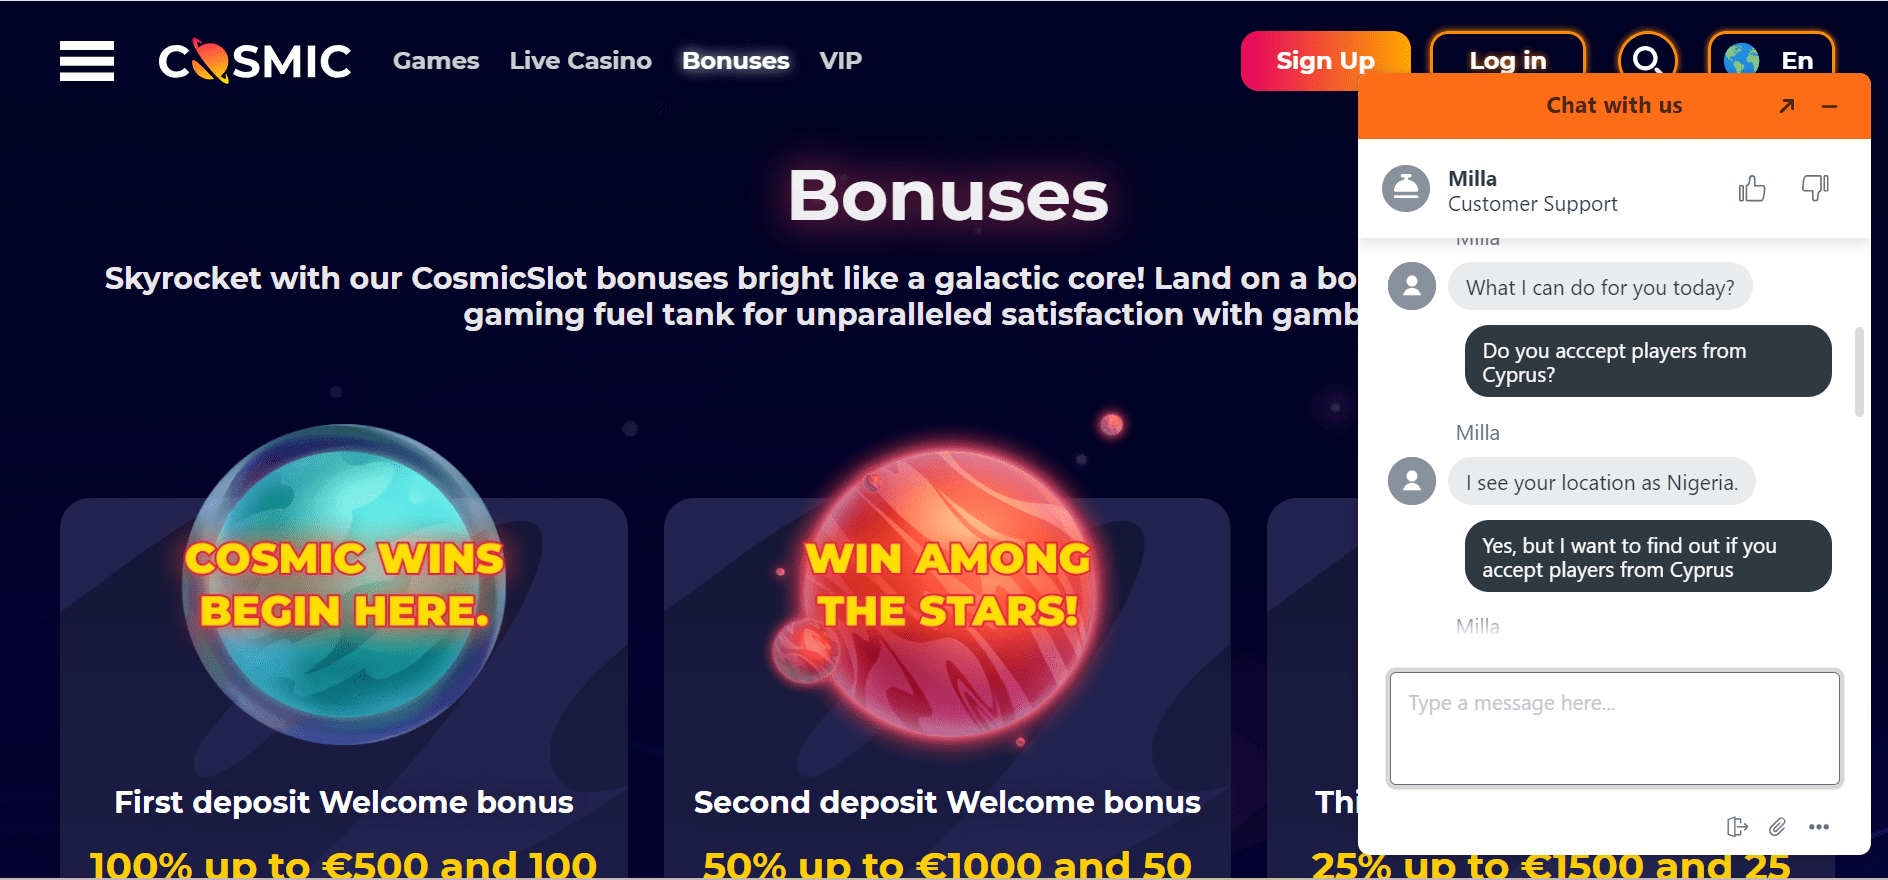 COSMIC
Games
Live Casino
Bonuses
VIP
Sign Up
Log in
En
Bonuses
Skyrocket with our CosmicSlot bonuses bright like a galactic core! Land on a bo
gaming fuel tank for unparalleled satisfaction with gamb
COSMIC WINS
BEGIN HERE.
First deposit Welcome bonus
100% up to €500 and 100
WIN AMONG
THE STARS!
Second deposit Welcome bonus
50% up to €1000 and 50
Thi
25% up to €1500 and 25
Chat with us
Milla
Customer Support
Milla
What I can do for you today?
Do you acccept players from
Cyprus?
Milla
I see your location as Nigeria.
Yes, but I want to find out if you
accept players from Cyprus
Milla
Type a message here...